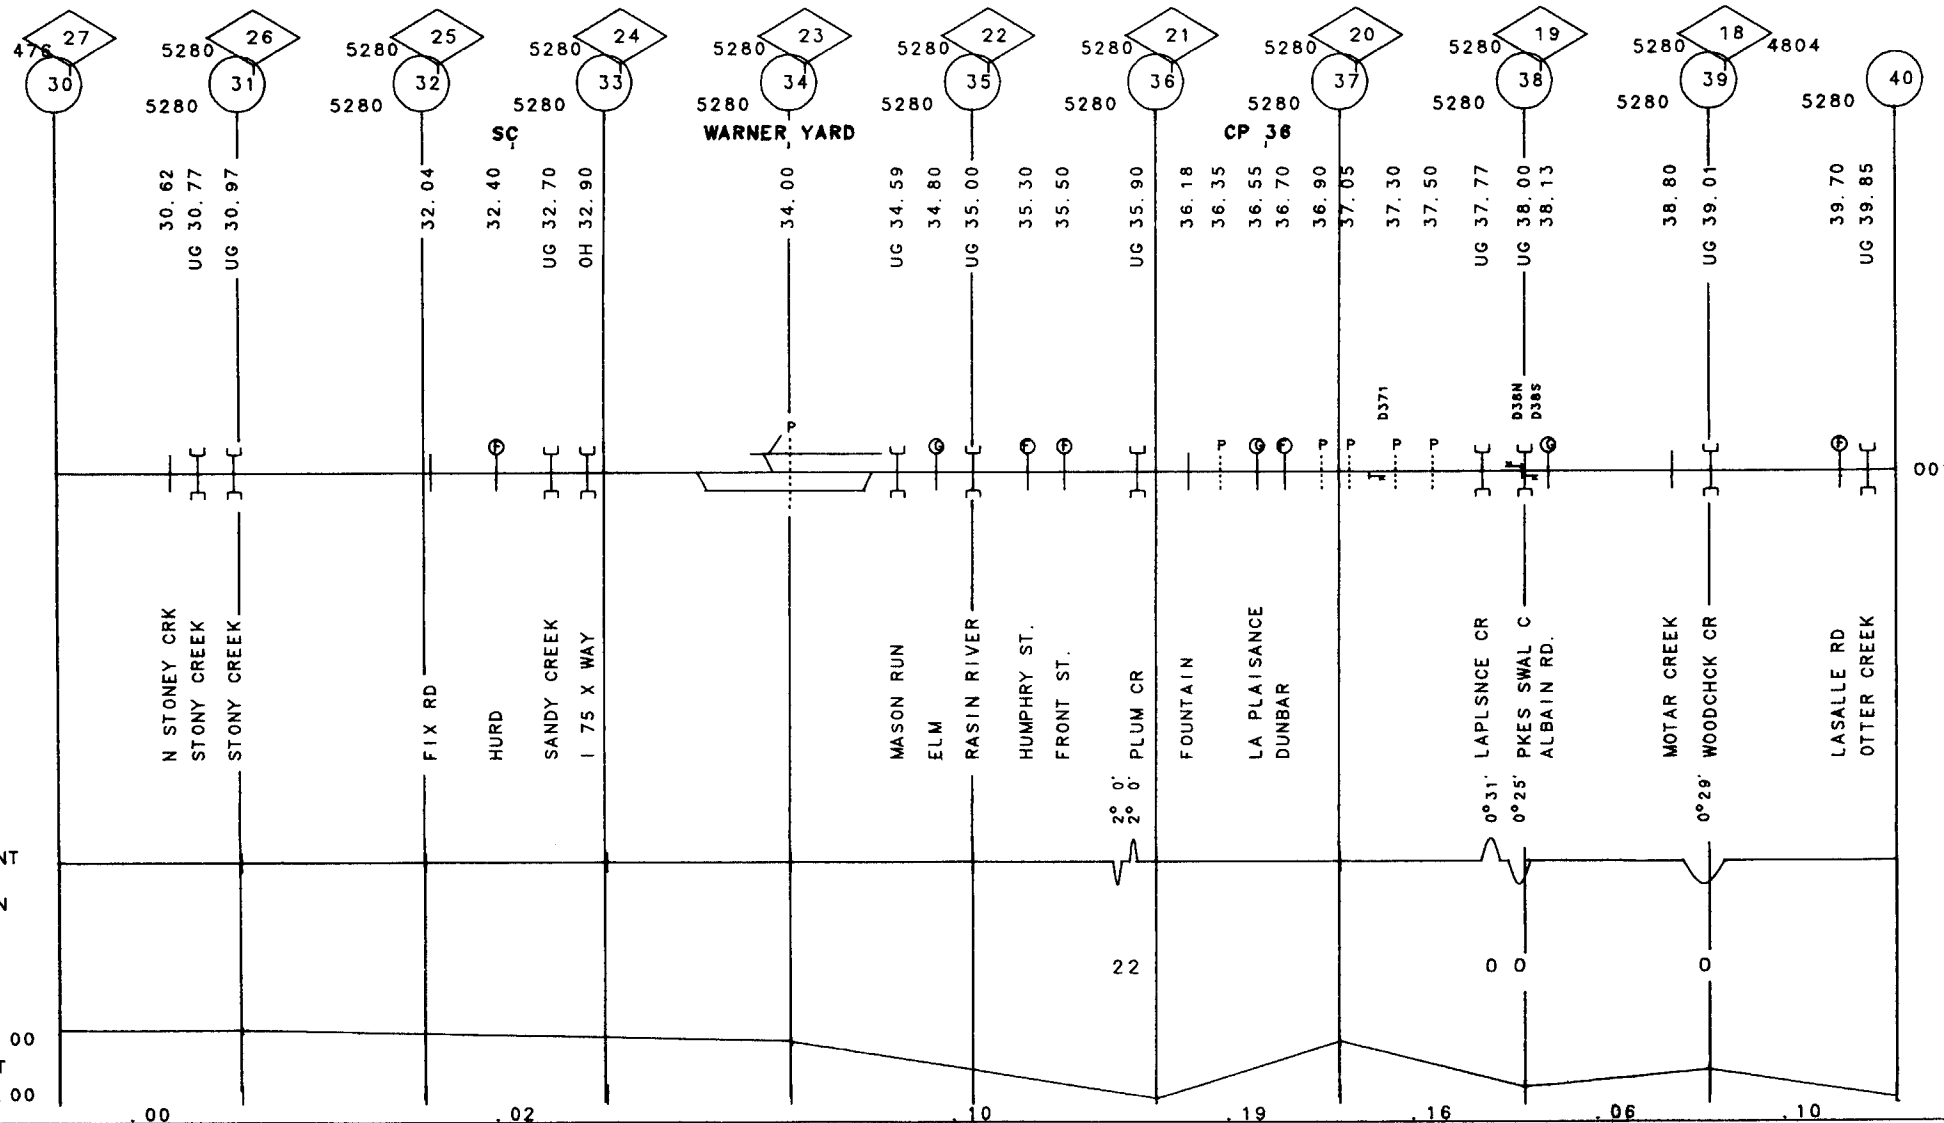 27 26 25 24 23 22 21 20 19 18
476 5280 5280 5280 5280 5280 5280 5280 5280 5280 4804
30 31 32 33 34 35 36 37 38 39 40
5280 5280 5280 5280 5280 5280 5280 5280 5280 5280
SC WARNER YARD CP 36
30.62
UG 30.77
UG 30.97
32.04
32.40
UG 32.70
OH 32.90
34.00
UG 34.59
34.80
UG 35.00
35.30
35.50
UG 35.90
36.18
36.35
36.55
36.70
36.90
37.05
37.30
37.50
UG 37.77
UG 38.00
38.13
38.80
UG 39.01
39.70
UG 39.85
D371
D38N
D38S
F P G F F P G F P P P P G F
00
N STONEY CRK
STONY CREEK
STONY CREEK
FIX RD
HURD
SANDY CREEK
I 75 X WAY
MASON RUN
ELM
RASIN RIVER
HUMPHRY ST.
FRONT ST.
PLUM CR
FOUNTAIN
LA PLAISANCE
DUNBAR
LAPLSNCE CR
PKES SWAL C
ALBAIN RD.
MOTAR CREEK
WOODCHCK CR
LASALLE RD
OTTER CREEK
2° 0'
2° 0'
0°31'
0°25'
0°29'
NT
N
22 0 0 0
00
T
00
.00 .02 .10 .19 .16 .06 .10